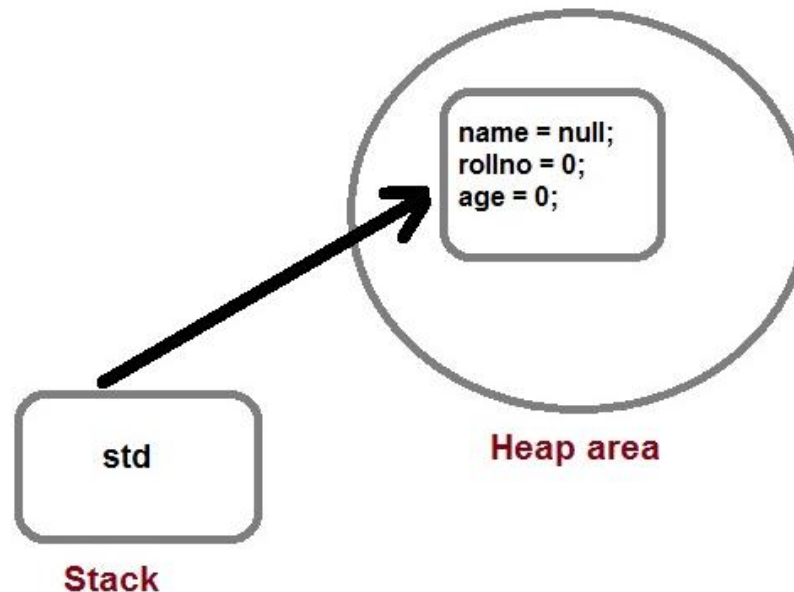 name = null;
rollno = 0;
age = 0;
Heap area
std
Stack